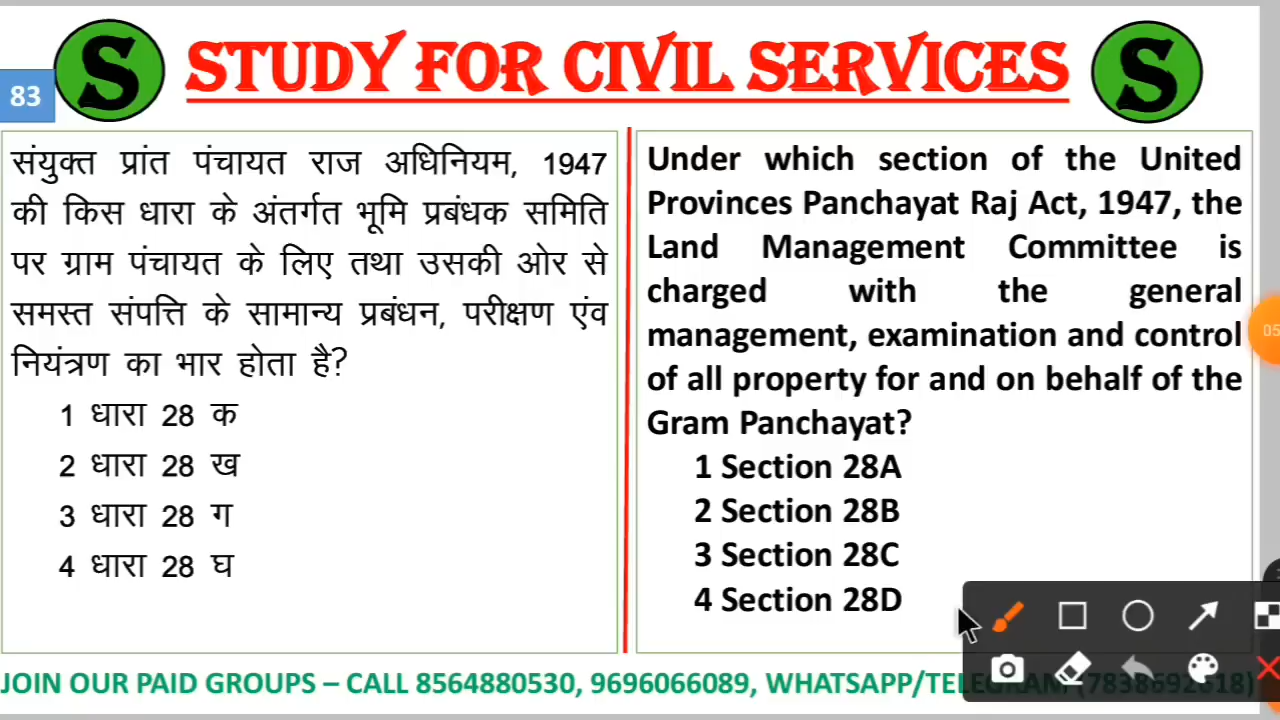 STUDY FOR CIVIL SERVICES
S
S
83
संयुक्त प्रांत पंचायत राज अधिनियम, 1947
की किस धारा के अंतर्गत भूमि प्रबंधक समिति
पर ग्राम पंचायत के लिए तथा उसकी ओर से
समस्त संपत्ति के सामान्य प्रबंधन, परीक्षण एंव
नियंत्रण का भार होता है?
1 धारा 28 क
2 धारा 28 ख
3 धारा 28 ग
4 धारा 28 घ
Under which section of the United
Provinces Panchayat Raj Act, 1947, the
Land Management Committee is
charged with the general
management, examination and control
of all property for and on behalf of the
Gram Panchayat?
1 Section 28A
2 Section 28B
3 Section 28C
4 Section 28D
05
JOIN OUR PAID GROUPS – CALL 8564880530, 9696066089, WHATSAPP/TELEGRAM (7838692618)